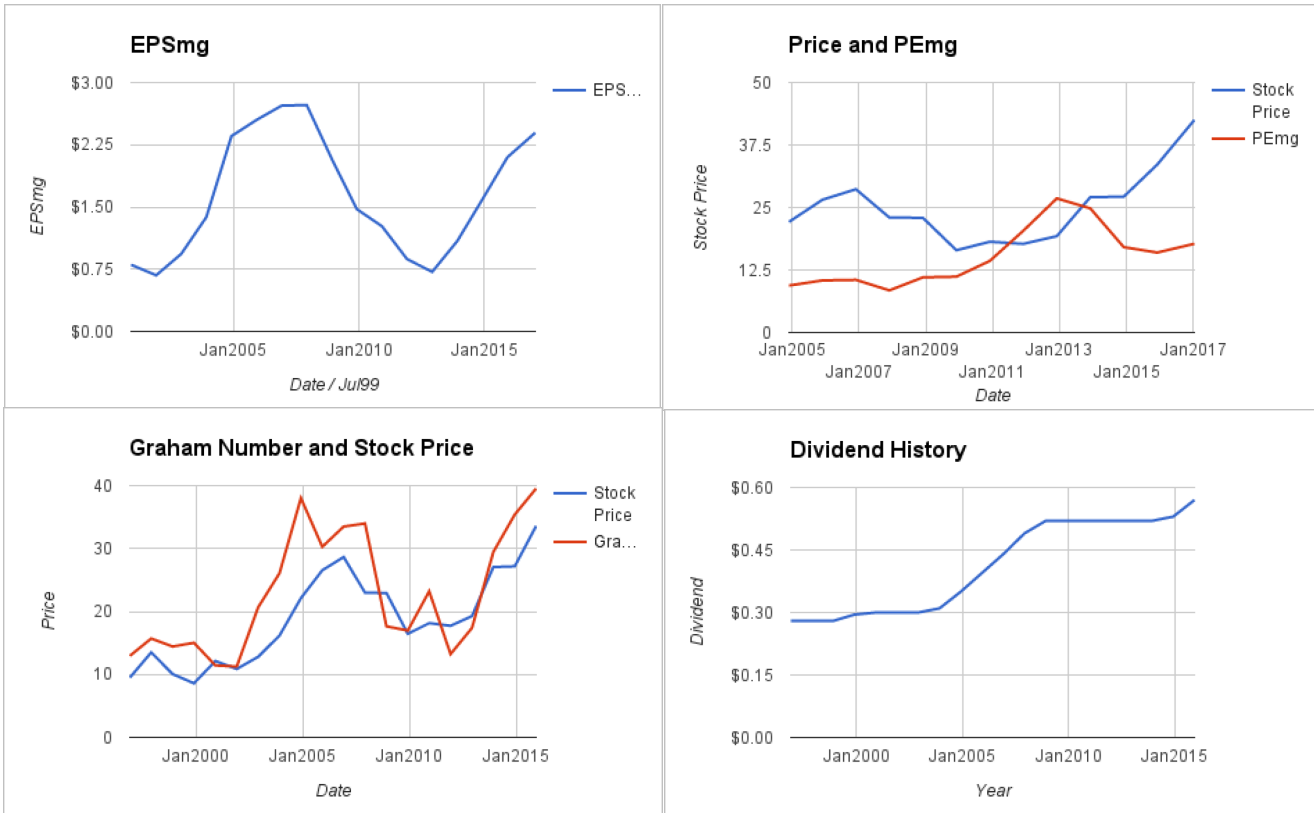 EPSmg
$3.00
$2.25
$1.50
$0.75
$0.00
EPSmg
Jan2005
Jan2010
Jan2015
Date / Jul99
EPS...
Price and PEmg
50
37.5
25
12.5
0
Stock Price
Jan2005
Jan2007
Jan2009
Jan2011
Jan2013
Jan2015
Jan2017
Date
Stock
Price
PEmg
Graham Number and Stock Price
40
30
20
10
0
Price
Jan2000
Jan2005
Jan2010
Jan2015
Date
Stock
Price
Gra...
Dividend History
$0.60
$0.45
$0.30
$0.15
$0.00
Dividend
Jan2000
Jan2005
Jan2010
Jan2015
Year